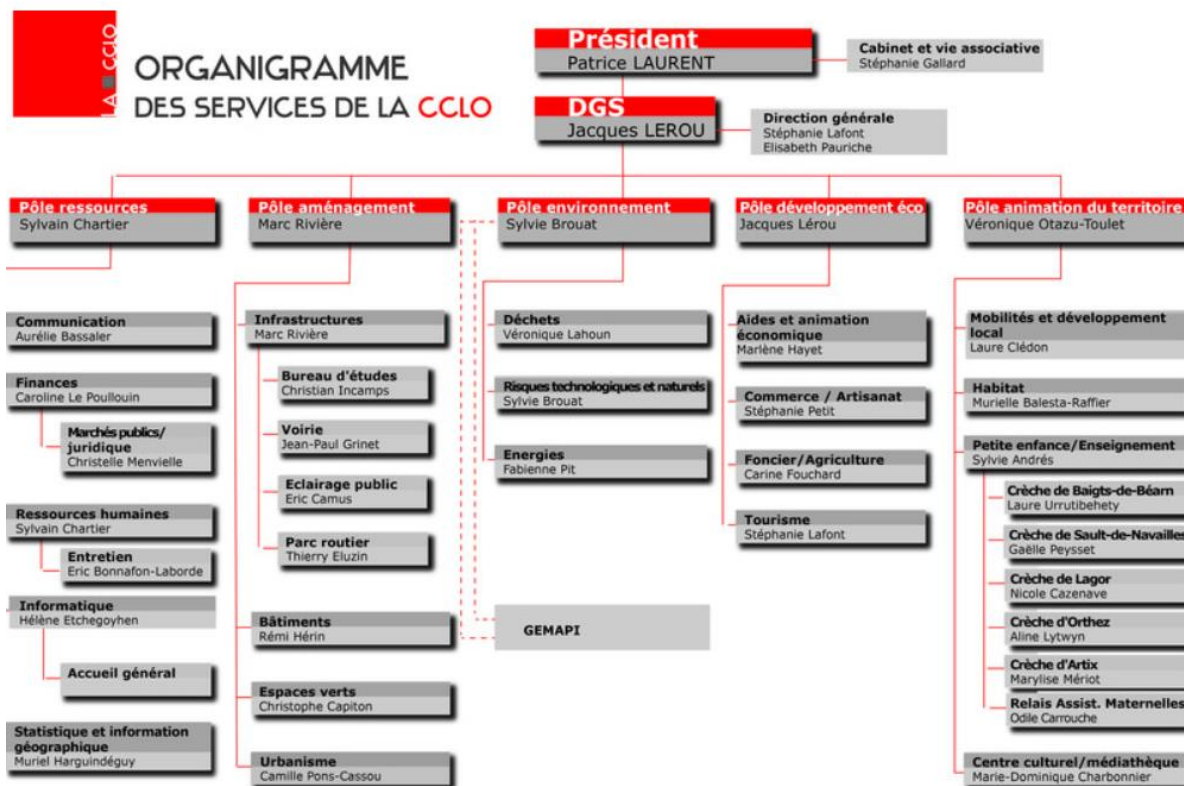 LA CCLO
ORGANIGRAMME
DES SERVICES DE LA CCLO
Président
Patrice LAURENT
Cabinet et vie associative
Stéphanie Gallard
DGS
Jacques LEROU
Direction générale
Stéphanie Lafont
Elisabeth Pauriche
Pôle ressources
Sylvain Chartier
Communication
Aurélie Bassaler
Finances
Caroline Le Poullouin
Marchés publics/
juridique
Christelle Menvielle
Ressources humaines
Sylvain Chartier
Entretien
Eric Bonnafon-Laborde
Informatique
Hélène Etchegoyhen
Accueil général
Statistique et information
géographique
Muriel Harguindéguy
Pôle aménagement
Marc Rivière
Infrastructures
Marc Rivière
Bureau d'études
Christian Incamps
Voirie
Jean-Paul Grinet
Eclairage public
Eric Camus
Parc routier
Thierry Eluzin
Bâtiments
Rémi Hérin
Espaces verts
Christophe Capiton
Urbanisme
Camille Pons-Cassou
Pôle environnement
Sylvie Brouat
Déchets
Véronique Lahoun
Risques technologiques et naturels
Sylvie Brouat
Energies
Fabienne Pit
GEMAPI
Pôle développement éco
Jacques Lérou
Aides et animation
économique
Marlène Hayet
Commerce / Artisanat
Stéphanie Petit
Foncier/Agriculture
Carine Fouchard
Tourisme
Stéphanie Lafont
Pôle animation du territoire
Véronique Otazu-Toulet
Mobilités et développement
local
Laure Clédon
Habitat
Murielle Balesta-Raffier
Petite enfance/Enseignement
Sylvie Andrés
Crèche de Baigts-de-Béarn
Laure Urrutibehety
Crèche de Sault-de-Navailles
Gaëlle Peysset
Crèche de Lagor
Nicole Cazenave
Crèche d'Orthez
Aline Lytwyn
Crèche d'Artix
Marylise Mériot
Relais Assist. Maternelles
Odile Carrouche
Centre culturel/médiathèque
Marie-Dominique Charbonnier